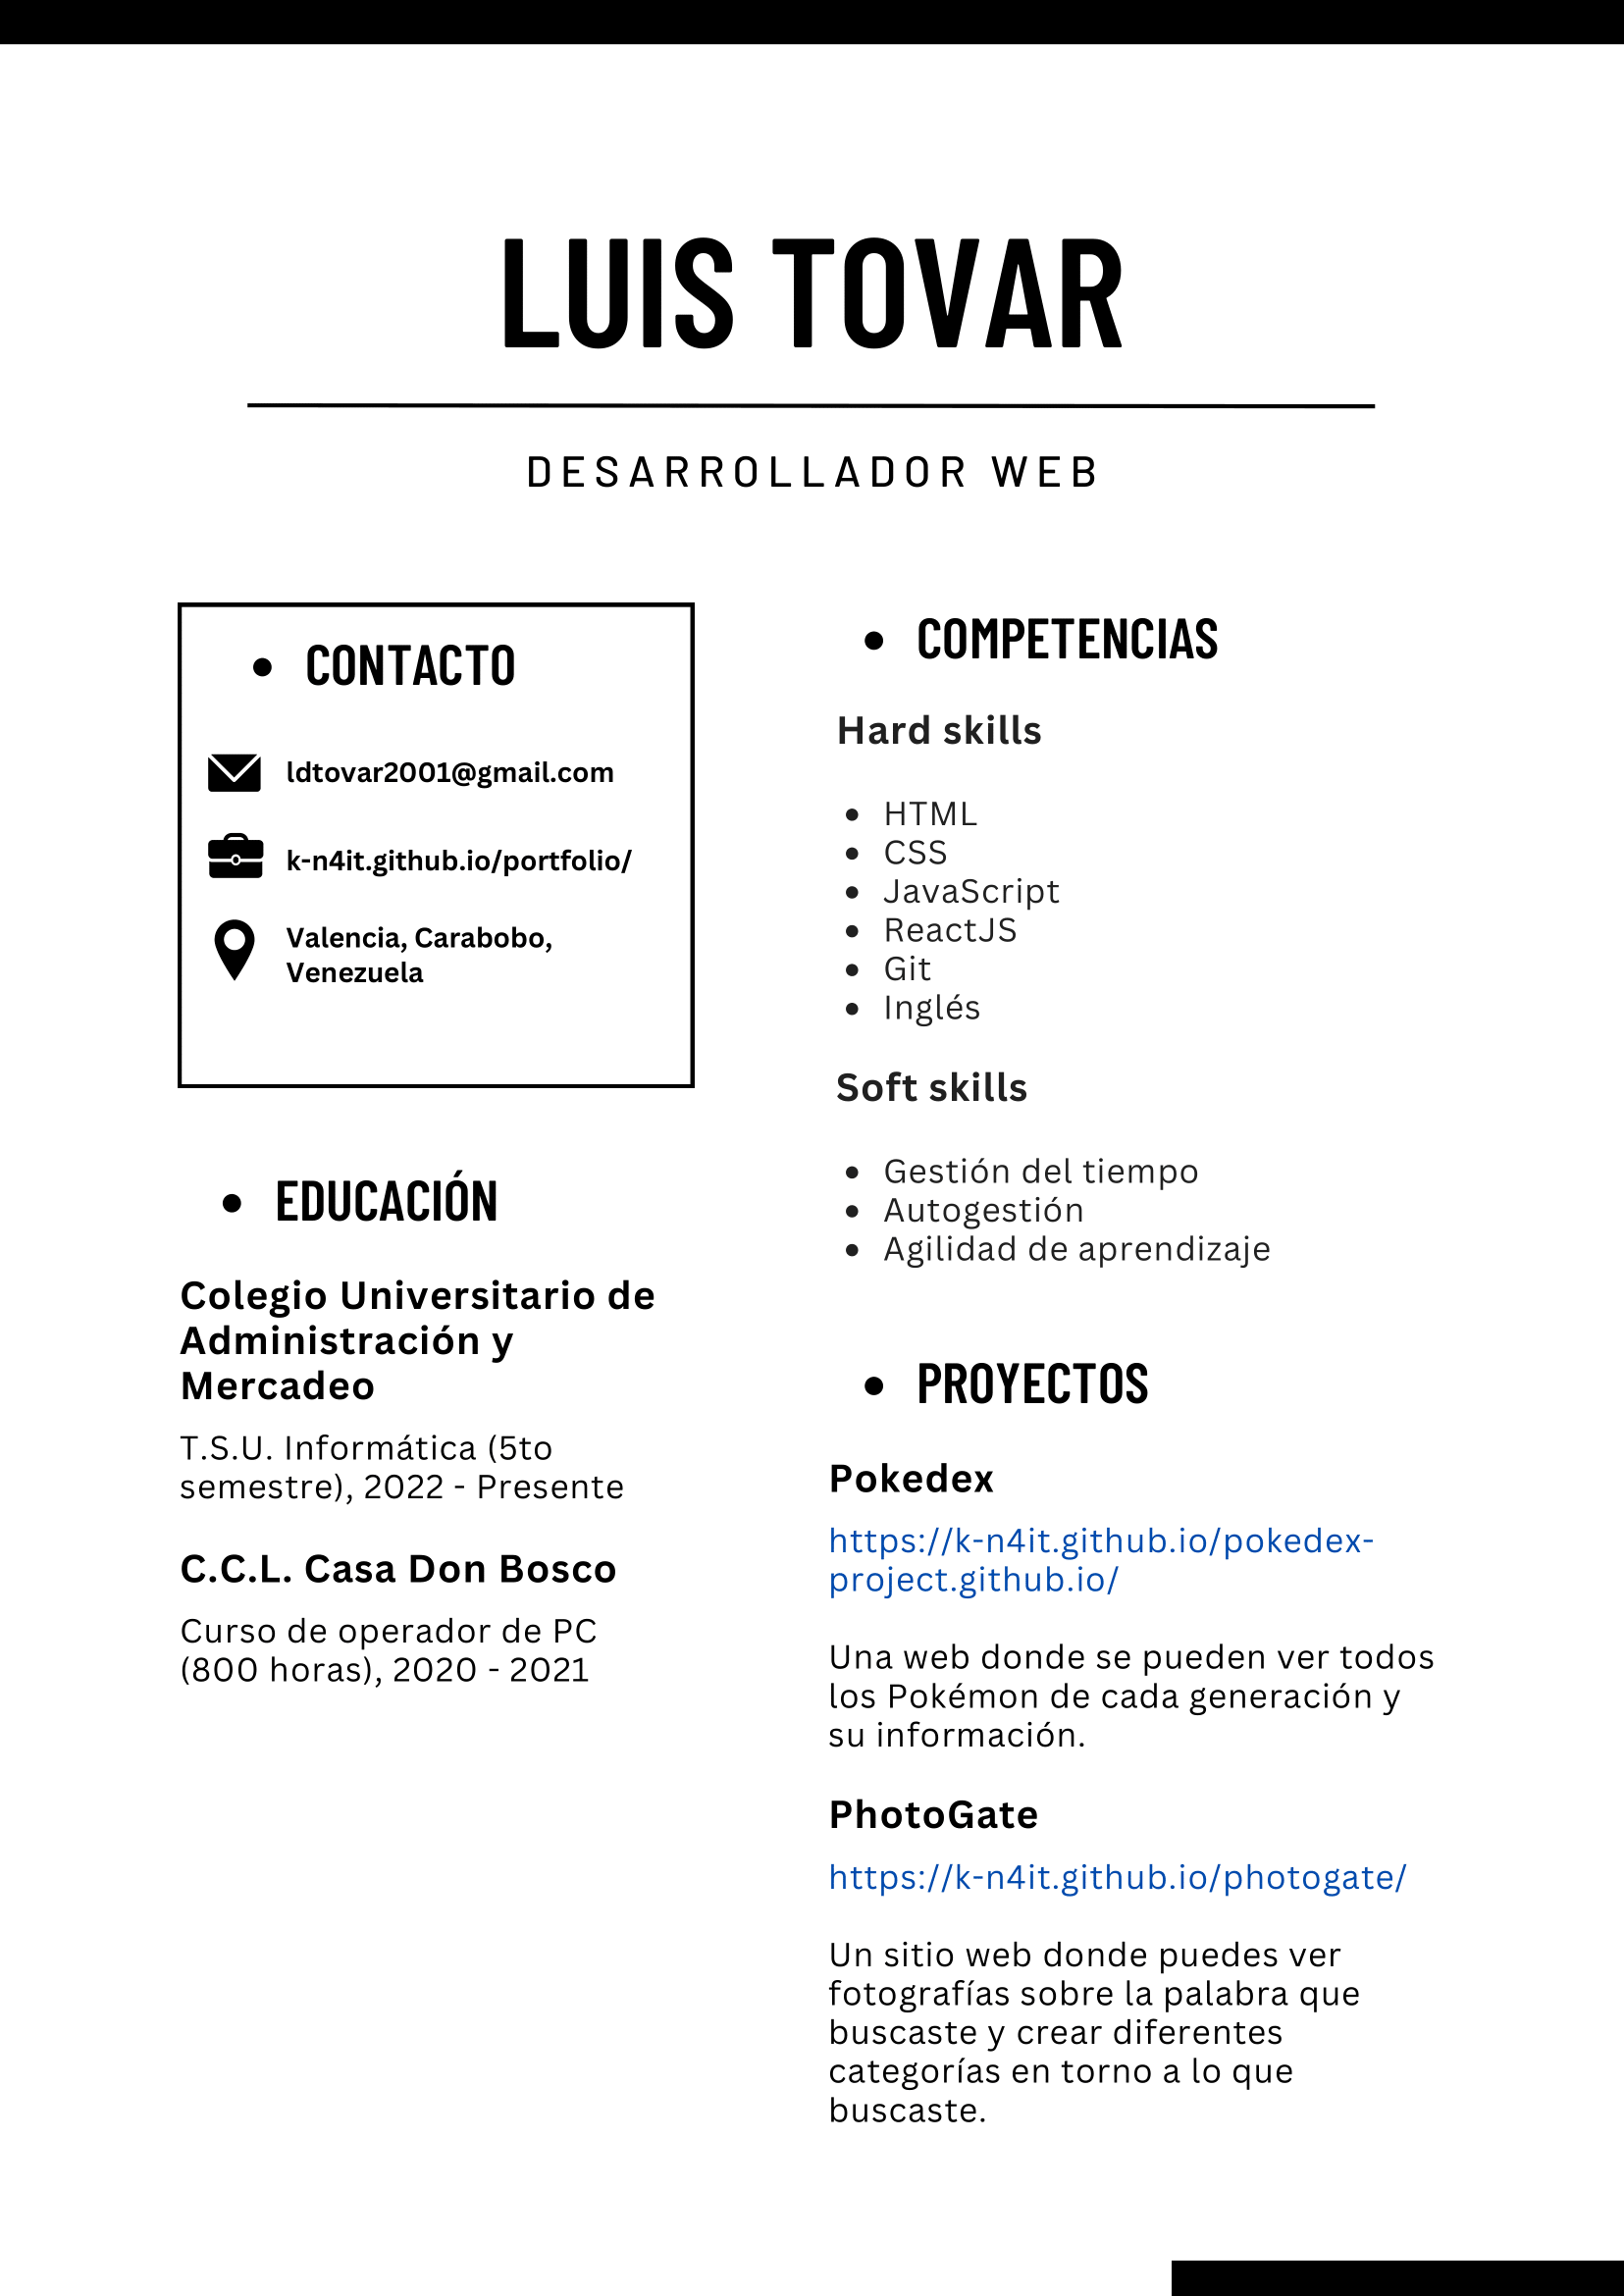 LUIS TOVAR
DESARROLLADOR WEB
• CONTACTO
ldtovar2001@gmail.com
k-n4it.github.io/portfolio/
Valencia, Carabobo,
Venezuela
• EDUCACIÓN
Colegio Universitario de
Administración y
Mercadeo
T.S.U. Informática (5to
semestre), 2022 - Presente
C.C.L. Casa Don Bosco
Curso de operador de PC
(800 horas), 2020 - 2021
• COMPETENCIAS
Hard skills
• HTML
• CSS
• JavaScript
• ReactJS
• Git
• Inglés
Soft skills
• Gestión del tiempo
• Autogestión
• Agilidad de aprendizaje
• PROYECTOS
Pokedex
https://k-n4it.github.io/pokedex-
project.github.io/
Una web donde se pueden ver todos
los Pokémon de cada generación y
su información.
PhotoGate
https://k-n4it.github.io/photogate/
Un sitio web donde puedes ver
fotografías sobre la palabra que
buscaste y crear diferentes
categorías en torno a lo que
buscaste.